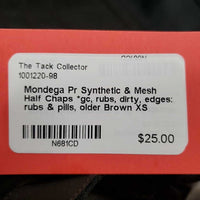 The Tack Collector
1001220-98
Mondega Pr Synthetic & Mesh
Half Chaps *gc, rubs, dirty, edges:
rubs & pills, older Brown XS
N681CD
$25.00